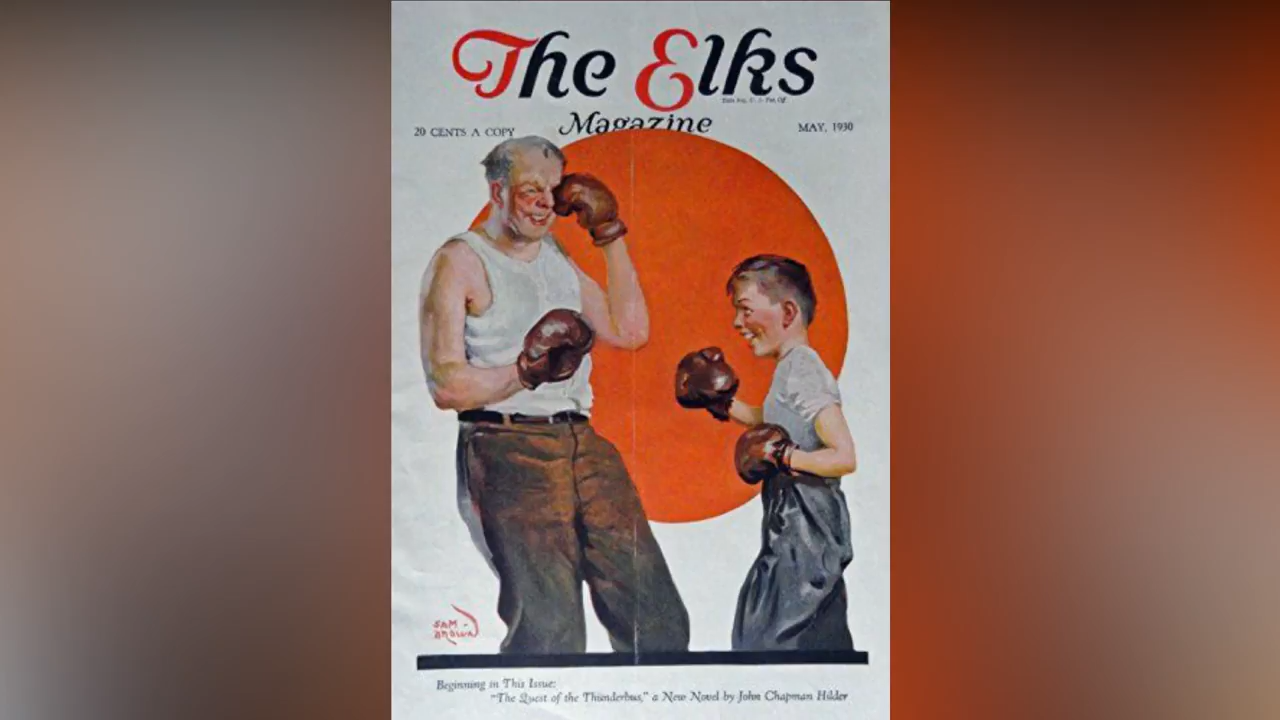 The Elks
Magazine
20 CENTS A COPY
MAY, 1930
SAM
BROWN
Beginning in This Issue:
"The Quest of the Thunderbus," a New Novel by John Chapman Hilder